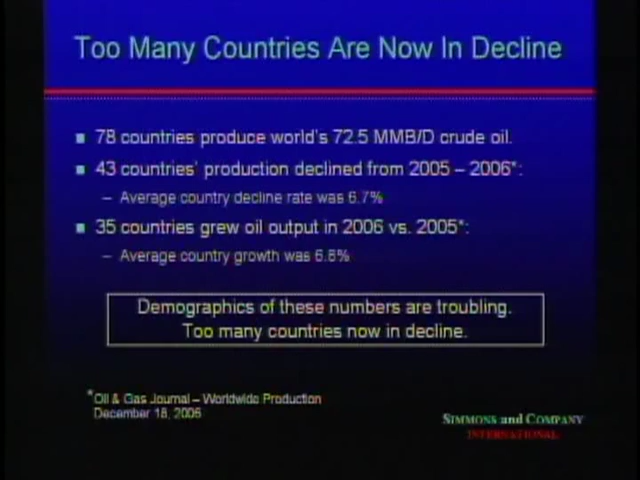 Too Many Countries Are Now In Decline
78 countries produce world's 72.5 MMB/D crude oil.
43 countries' production declined from 2005 – 2006*:
– Average country decline rate was 6.7%
35 countries grew oil output in 2006 vs. 2005*:
– Average country growth was 6.8%
Demographics of these numbers are troubling.
Too many countries now in decline.
*Oil & Gas Journal – Worldwide Production
December 18, 2006
SIMMONS and COMPANY
INTERNATIONAL